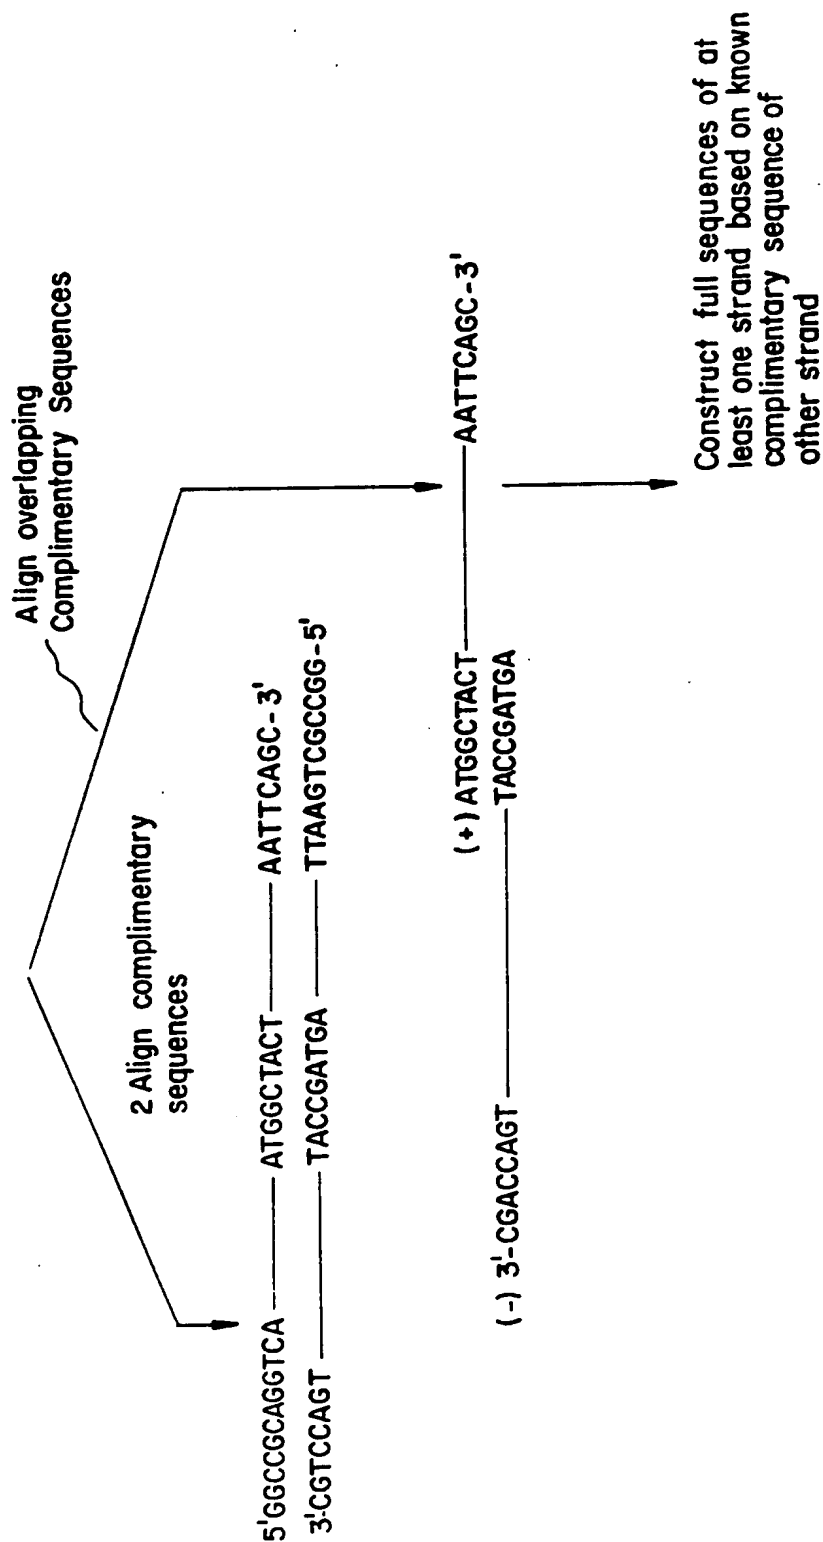 Align overlapping
Complimentary Sequences
2 Align complimentary
sequences
5'GGCCGCAGGTCA ATGGCTACT AATTCAGC-3'
3'-CGTCCAGT TACCGATGA TTAAGTCGCCGG-5'
(+) ATGGCTACT AATTCAGC-3'
(-) 3'-CGACCAGT TACCGATGA
Construct full sequences of at
least one strand based on known
complimentary sequence of
other strand